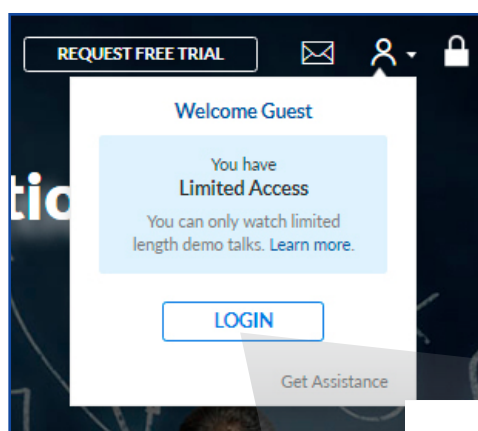 REQUEST FREE TRIAL
Welcome Guest
tio
You have
Limited Access
You can only watch limited
length demo talks. Learn more.
LOGIN
Get Assistance